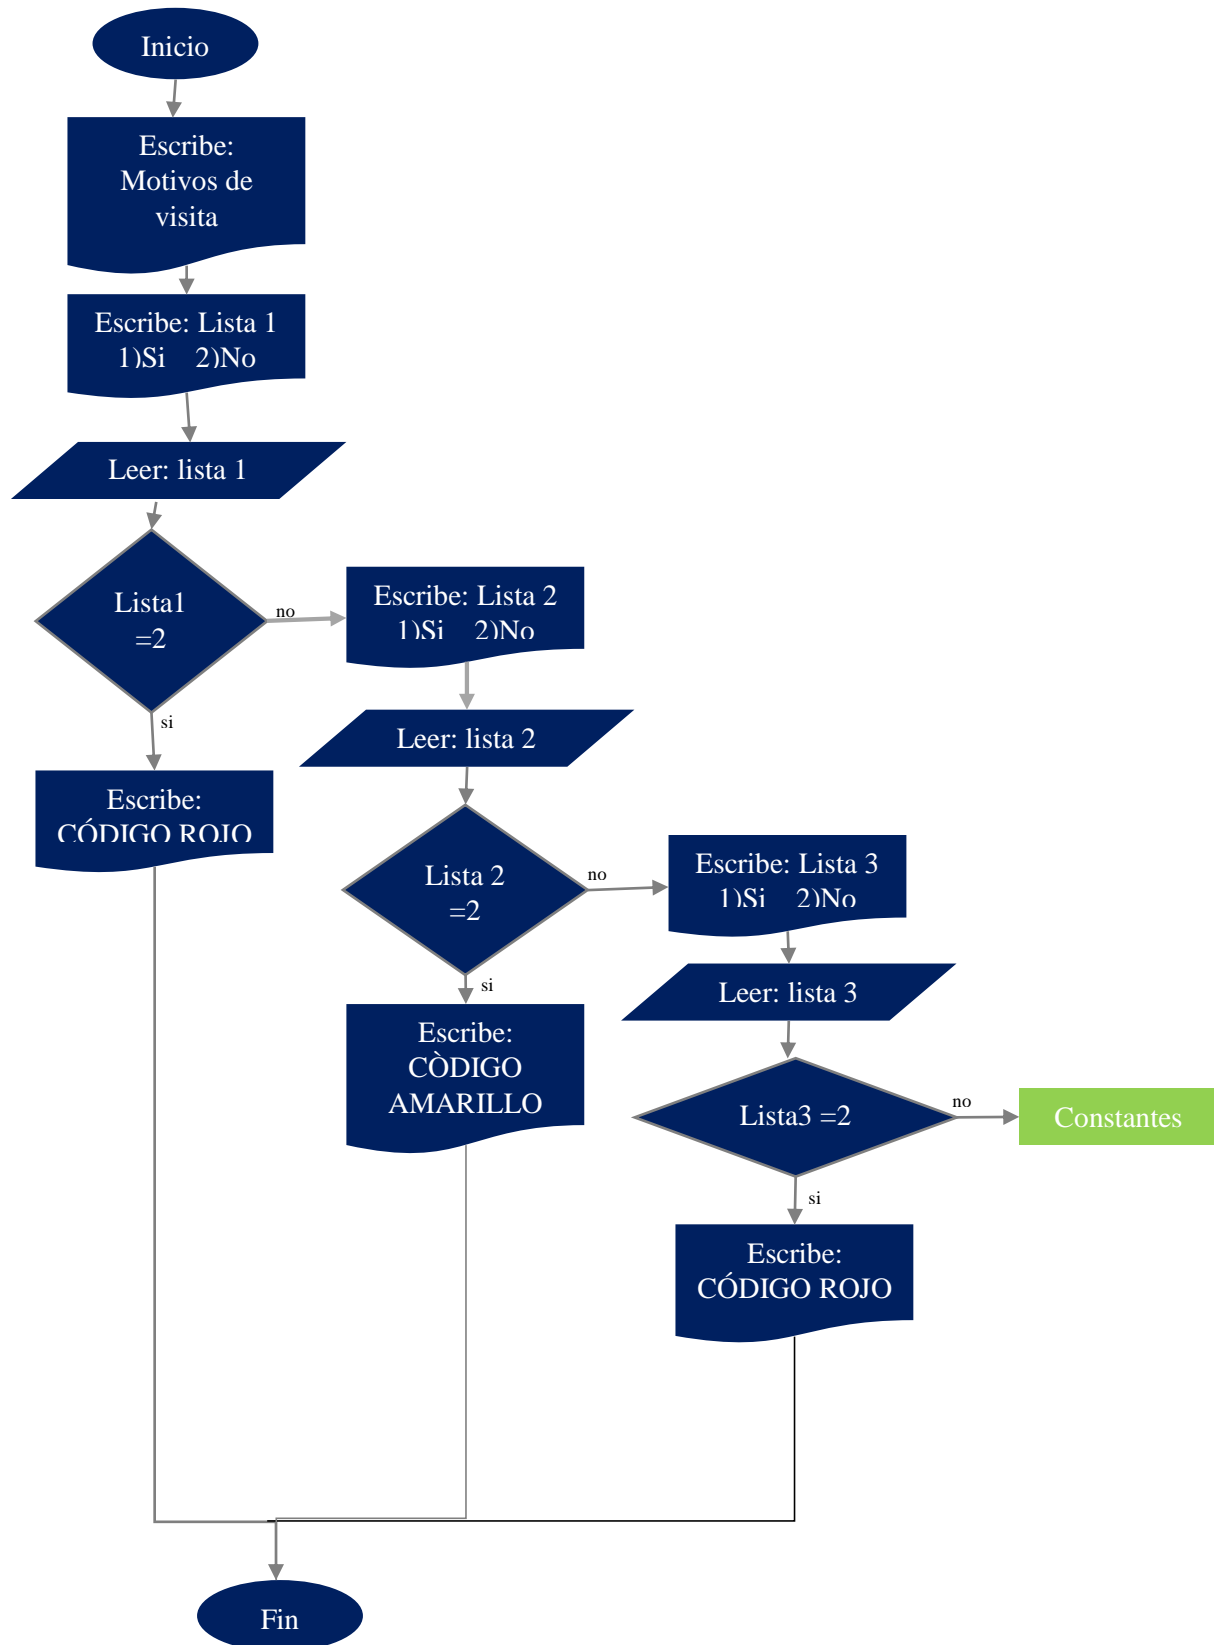 Inicio
Escribe:
Motivos de
visita
Escribe: Lista 1
1)Si 2)No
Leer: lista 1
Lista1
=2
no
si
Escribe:
CÓDIGO ROJO
Escribe: Lista 2
1)Si 2)No
Leer: lista 2
Lista 2
=2
no
si
Escribe:
CÒDIGO
AMARILLO
Escribe: Lista 3
1)Si 2)No
Leer: lista 3
Lista3 =2
no
si
Constantes
Escribe:
CÓDIGO ROJO
Fin